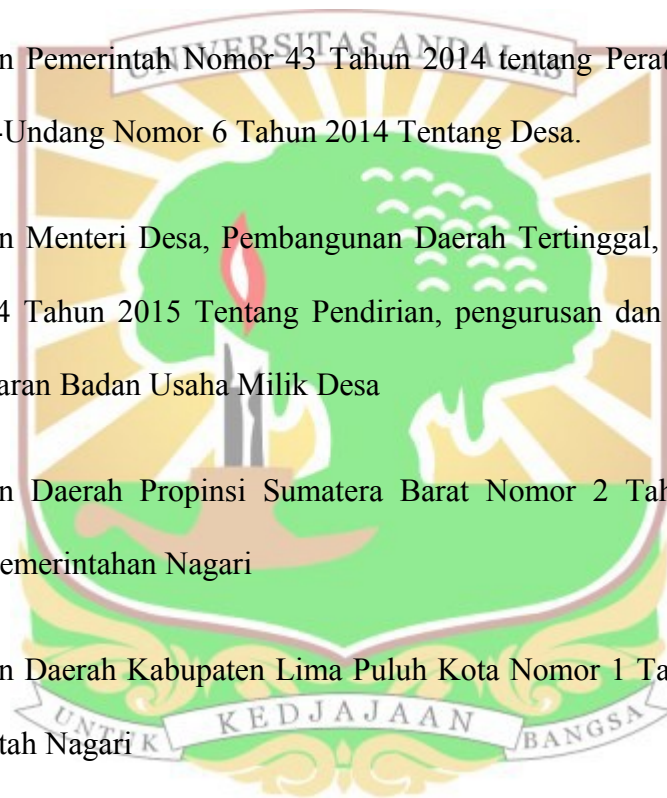 UNIVERSITAS ANDALAS
n Pemerintah Nomor 43 Tahun 2014 tentang Perat
-Undang Nomor 6 Tahun 2014 Tentang Desa.
n Menteri Desa, Pembangunan Daerah Tertinggal,
4 Tahun 2015 Tentang Pendirian, pengurusan dan
aran Badan Usaha Milik Desa
n Daerah Propinsi Sumatera Barat Nomor 2 Tah
emerintahan Nagari
n Daerah Kabupaten Lima Puluh Kota Nomor 1 Ta
tah Nagari
UNTUK KEDJAJAAN BANGSA